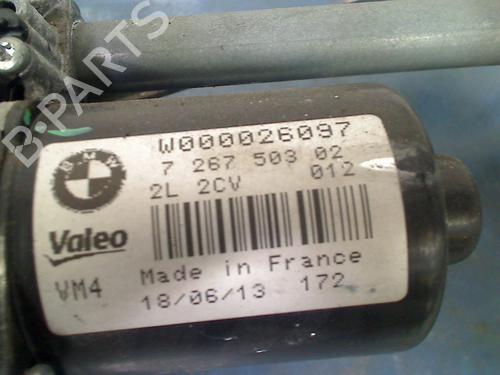 B-PARTS
W000026097
7 267 503 02
2L 2CV 012
BMW
Valeo
VM4
Made in France
18/06/13 172